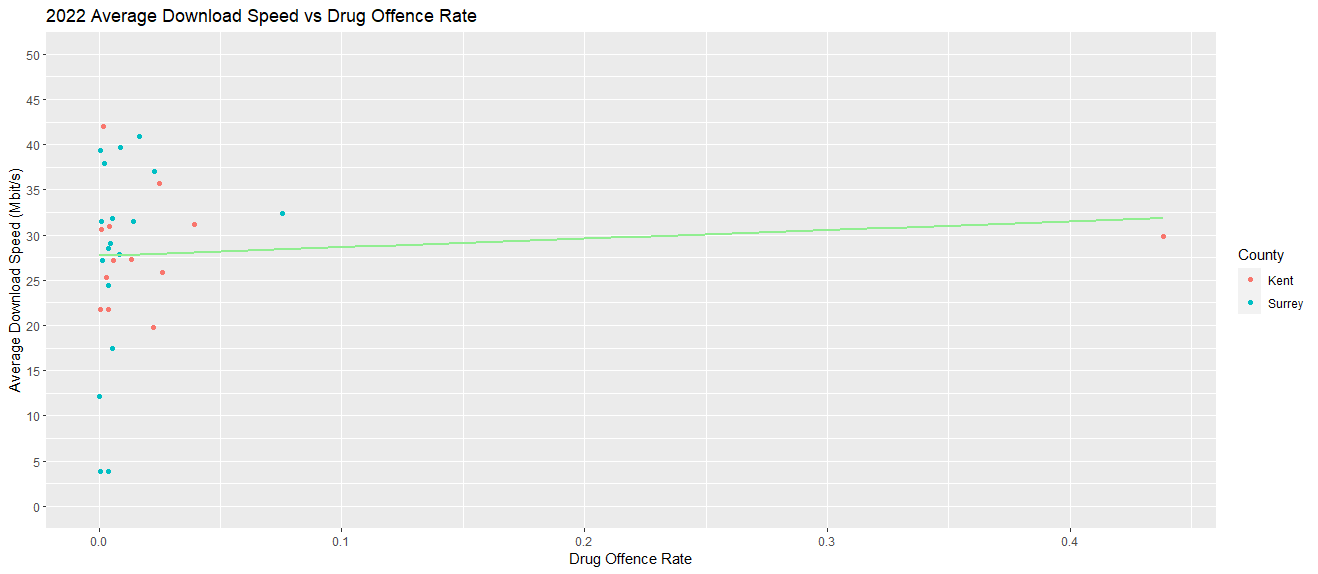 2022 Average Download Speed vs Drug Offence Rate
50
45
40
35
30
25
20
15
10
5
0
Average Download Speed (Mbit/s)
0.0 0.1 0.2 0.3 0.4
Drug Offence Rate
County
Kent
Surrey